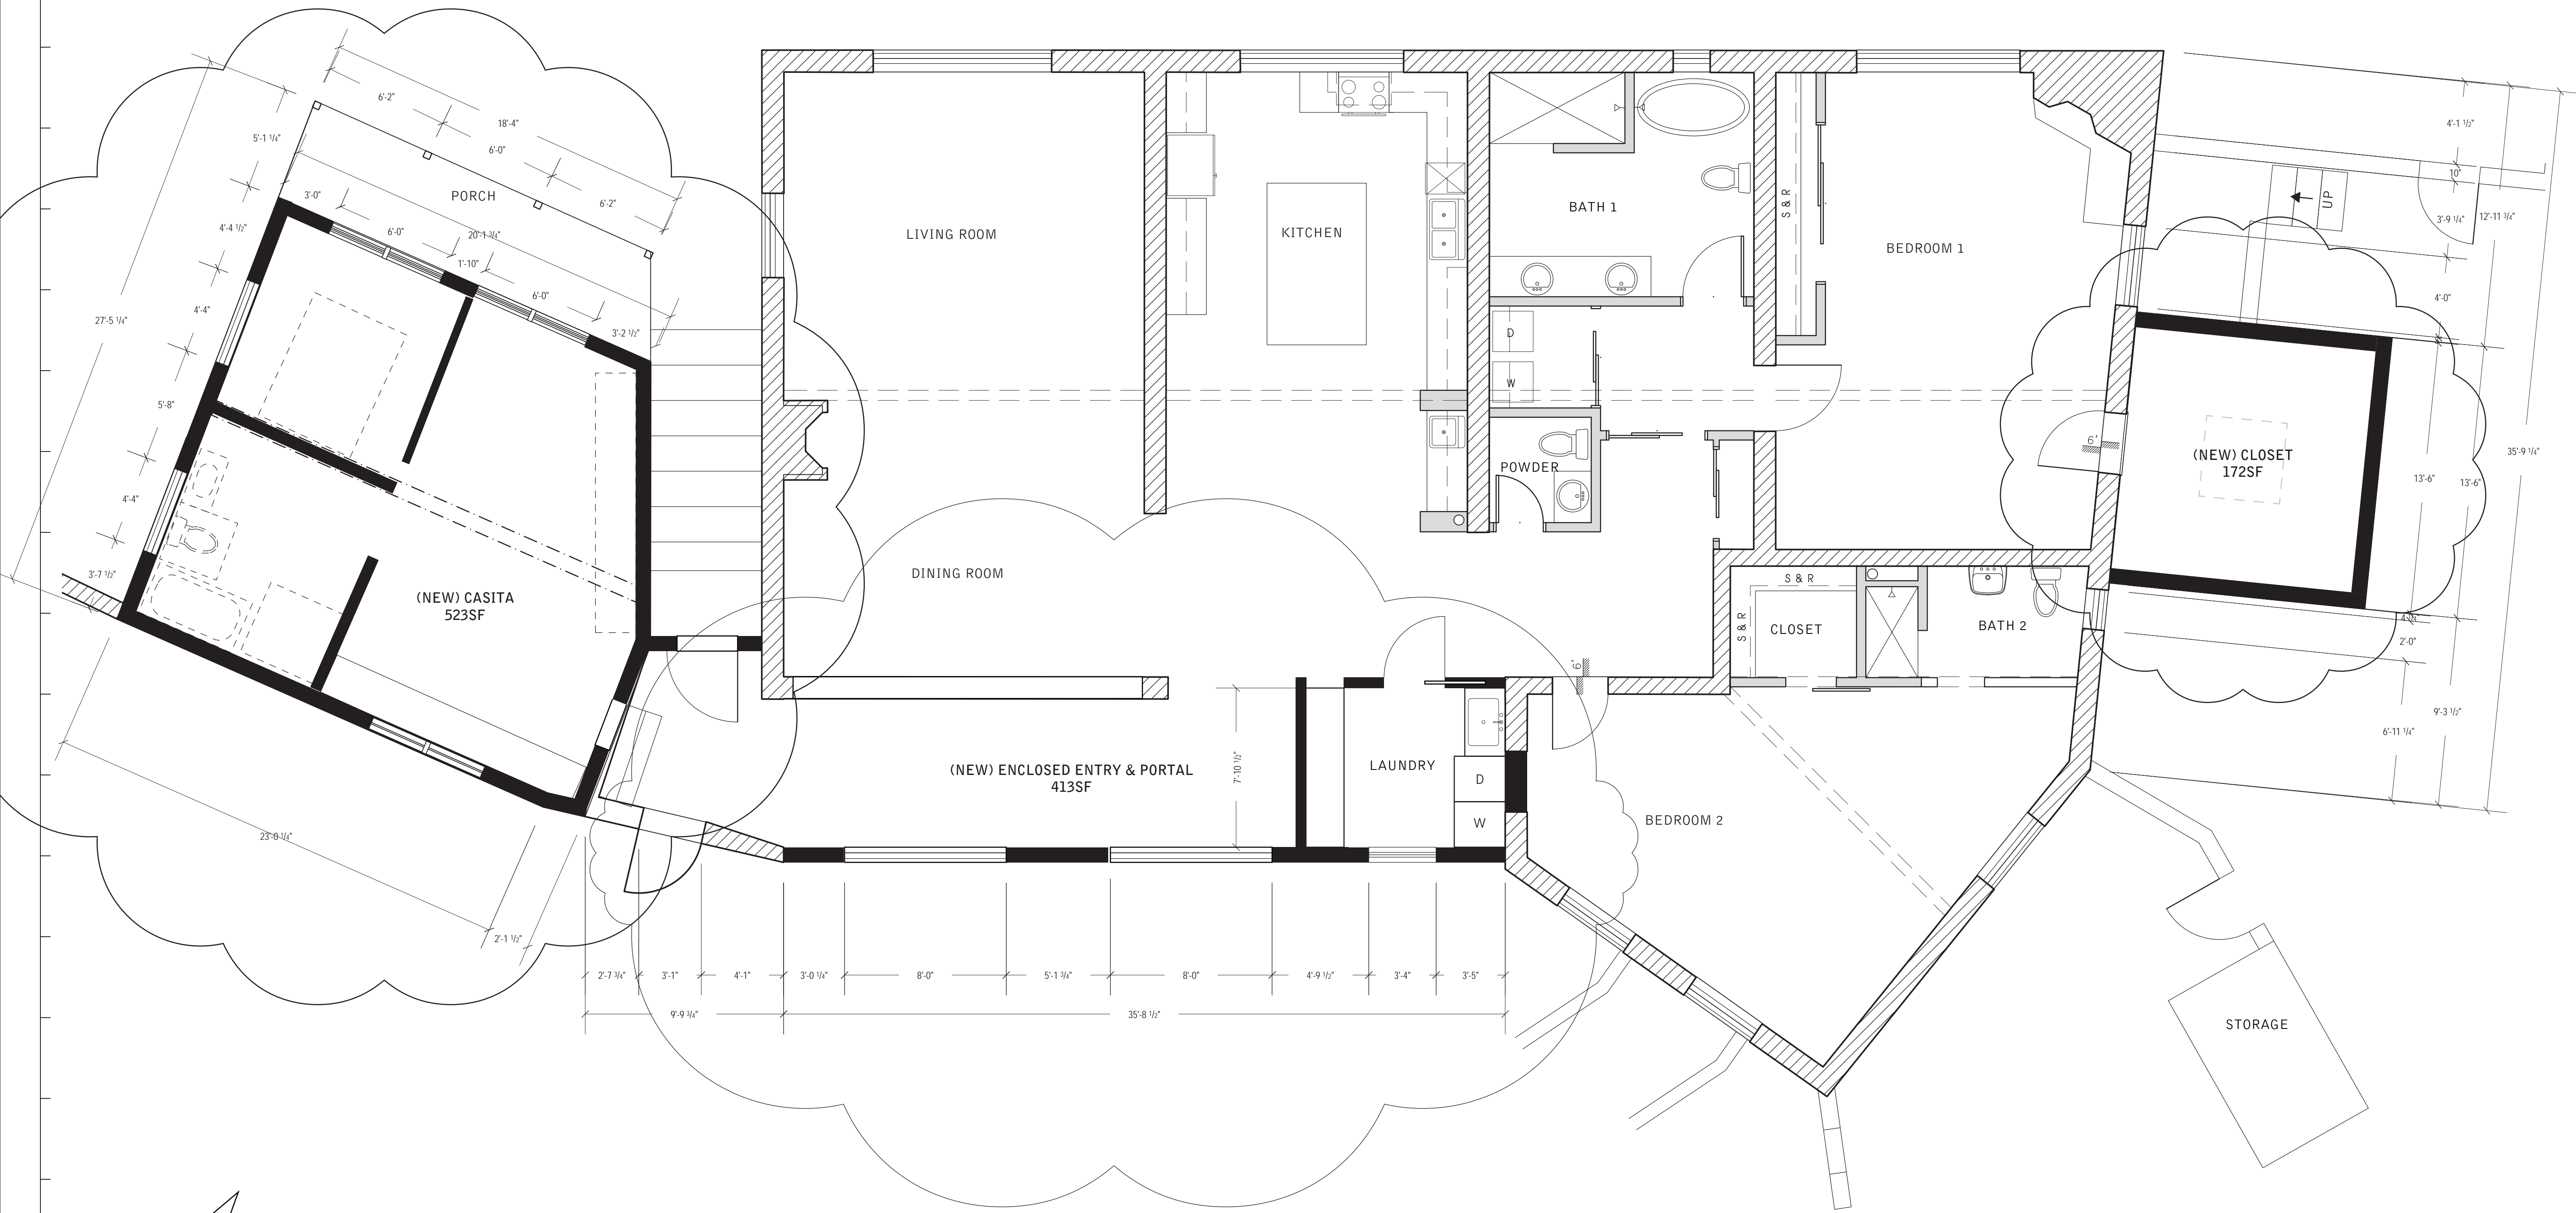 6'-2"
18'-4"
6'-0"
6'-2"
5'-1 1/4"
PORCH
3'-0"
4'-4 1/2"
6'-0"
20'-1 3/4"
1'-10"
6'-0"
3'-2 1/2"
4'-4"
27'-5 1/4"
5'-8"
4'-4"
3'-7 1/2"
(NEW) CASITA
523SF
23'-0 1/4"
2'-1 1/2"
LIVING ROOM
KITCHEN
DINING ROOM
BATH 1
S & R
BEDROOM 1
D
W
POWDER
S & R
S & R
CLOSET
BATH 2
6'
6'
(NEW) CLOSET
172SF
UP
4'-1 1/2"
10"
3'-9 1/4"
12'-11 3/4"
4'-0"
35'-9 1/4"
13'-6"
13'-6"
2'-0"
9'-3 1/2"
6'-11 1/4"
(NEW) ENCLOSED ENTRY & PORTAL
413SF
7'-10 1/2"
LAUNDRY
D
W
BEDROOM 2
STORAGE
2'-7 3/4"
3'-1"
4'-1"
3'-0 1/4"
8'-0"
5'-1 3/4"
8'-0"
4'-9 1/2"
3'-4"
3'-5"
9'-9 3/4"
35'-8 1/2"